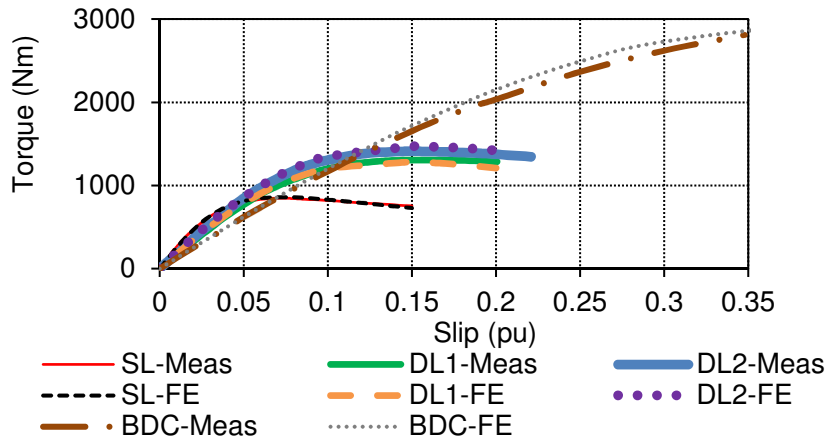 3000
2000
1000
0
Torque (Nm)
0 0.05 0.1 0.15 0.2 0.25 0.3 0.35
Slip (pu)
SL-Meas DL1-Meas DL2-Meas
SL-FE DL1-FE DL2-FE
BDC-Meas BDC-FE